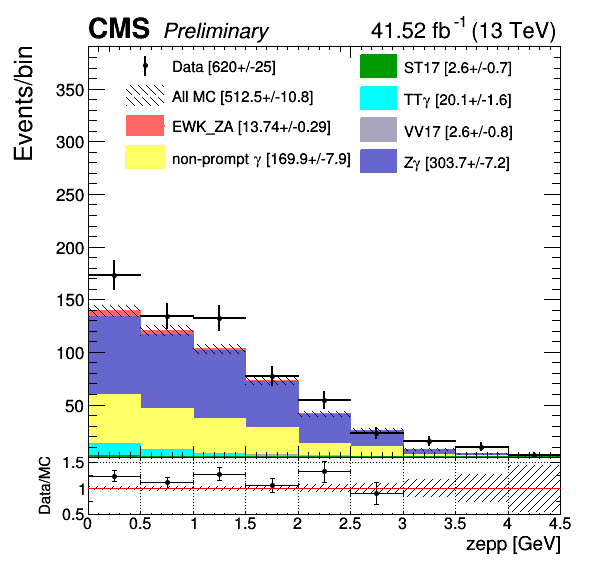 CMS Preliminary 41.52 fb-1 (13 TeV)
Events/bin
Data [620+/-25]
All MC [512.5+/-10.8]
EWK_ZA [13.74+/-0.29]
non-prompt γ [169.9+/-7.9]
ST17 [2.6+/-0.7]
TTγ [20.1+/-1.6]
VV17 [2.6+/-0.8]
Zγ [303.7+/-7.2]
350
300
250
200
150
100
50
Data/MC
1.5
1
0.5
0 0.5 1 1.5 2 2.5 3 3.5 4 4.5
zepp [GeV]